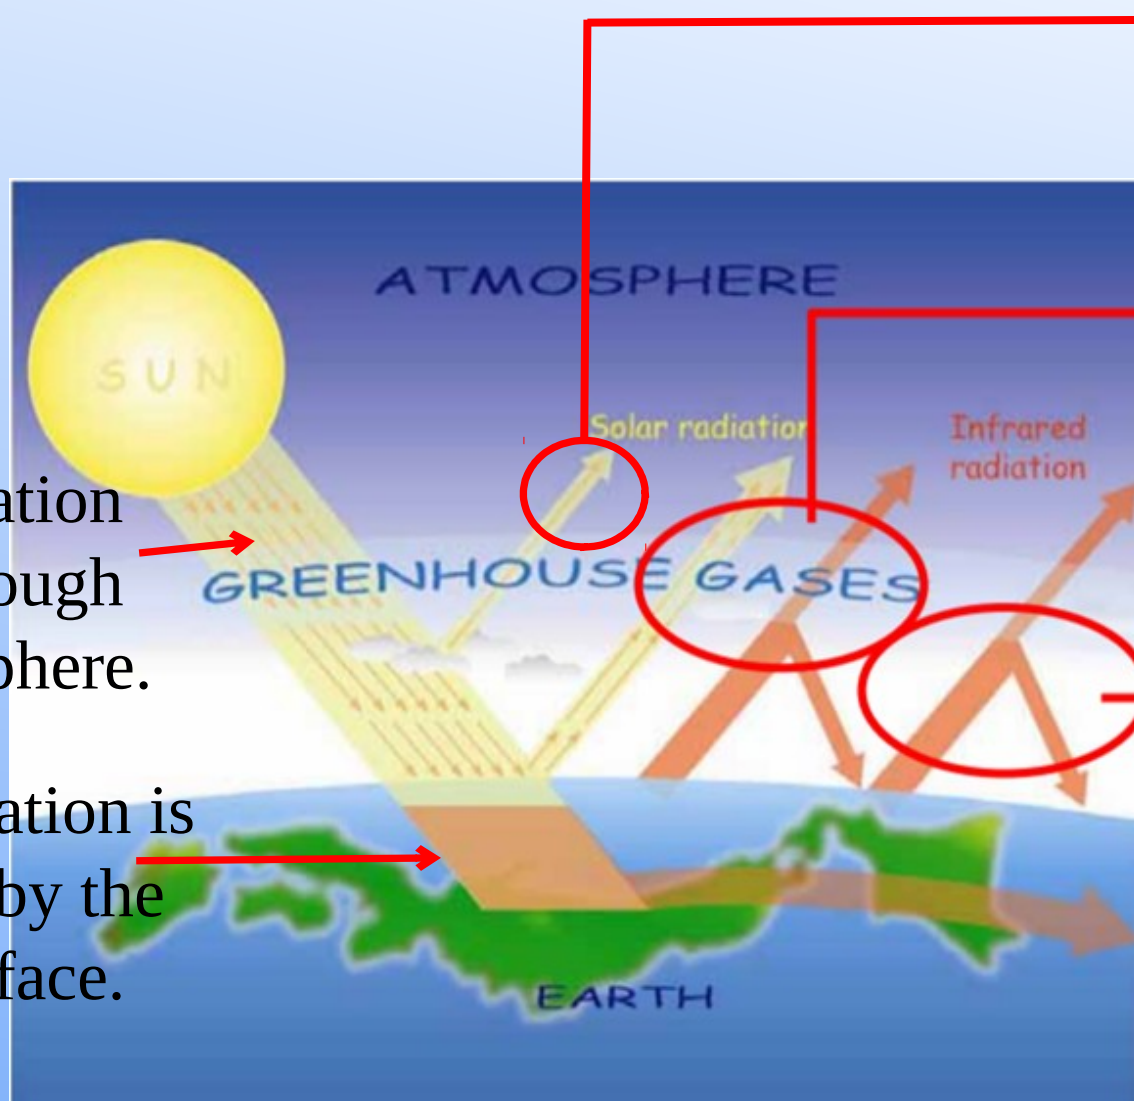 ATMOSPHERE
SUN
Solar radiation
Infrared
radiation
ation
ough
phere.
GREENHOUSE GASES
ation is
by the
face.
EARTH